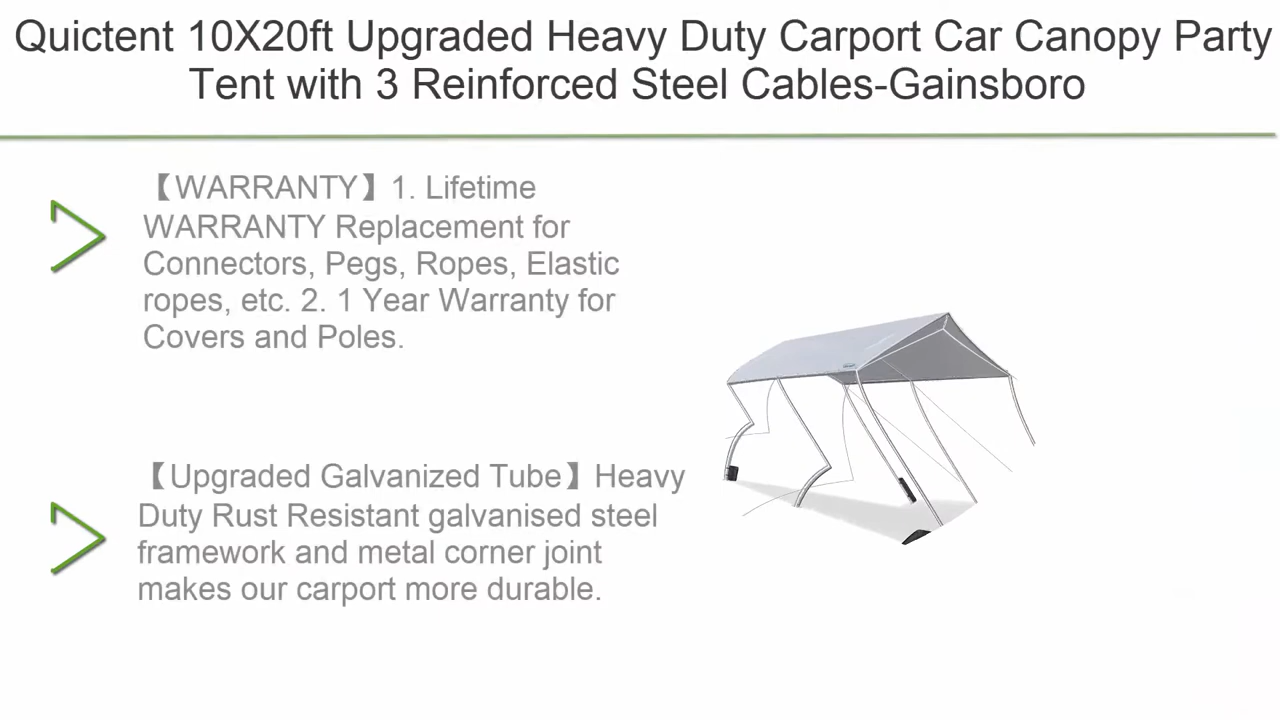 Quictent 10X20ft Upgraded Heavy Duty Carport Car Canopy Party
Tent with 3 Reinforced Steel Cables-Gainsboro
【WARRANTY】1. Lifetime
WARRANTY Replacement for
Connectors, Pegs, Ropes, Elastic
ropes, etc. 2. 1 Year Warranty for
Covers and Poles.
【Upgraded Galvanized Tube】Heavy
Duty Rust Resistant galvanised steel
framework and metal corner joint
makes our carport more durable.